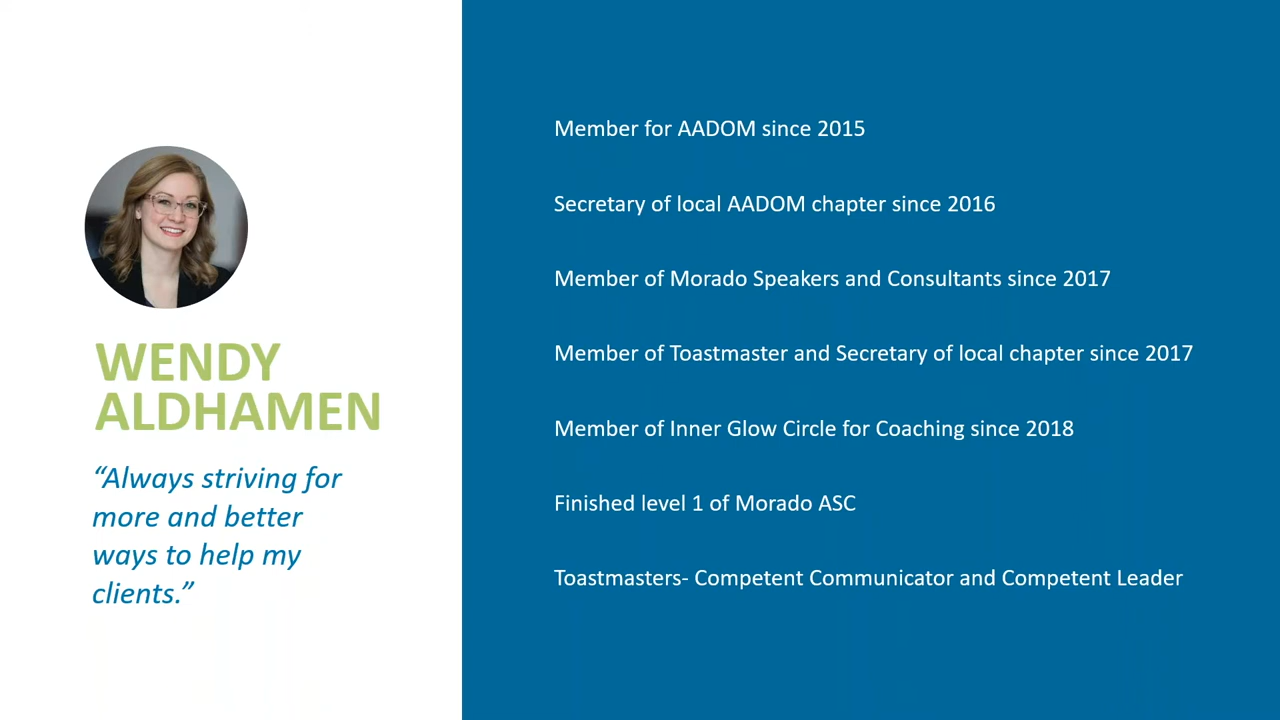 WENDY
ALDHAMEN
“Always striving for
more and better
ways to help my
clients.”
Member for AADOM since 2015
Secretary of local AADOM chapter since 2016
Member of Morado Speakers and Consultants since 2017
Member of Toastmaster and Secretary of local chapter since 2017
Member of Inner Glow Circle for Coaching since 2018
Finished level 1 of Morado ASC
Toastmasters- Competent Communicator and Competent Leader